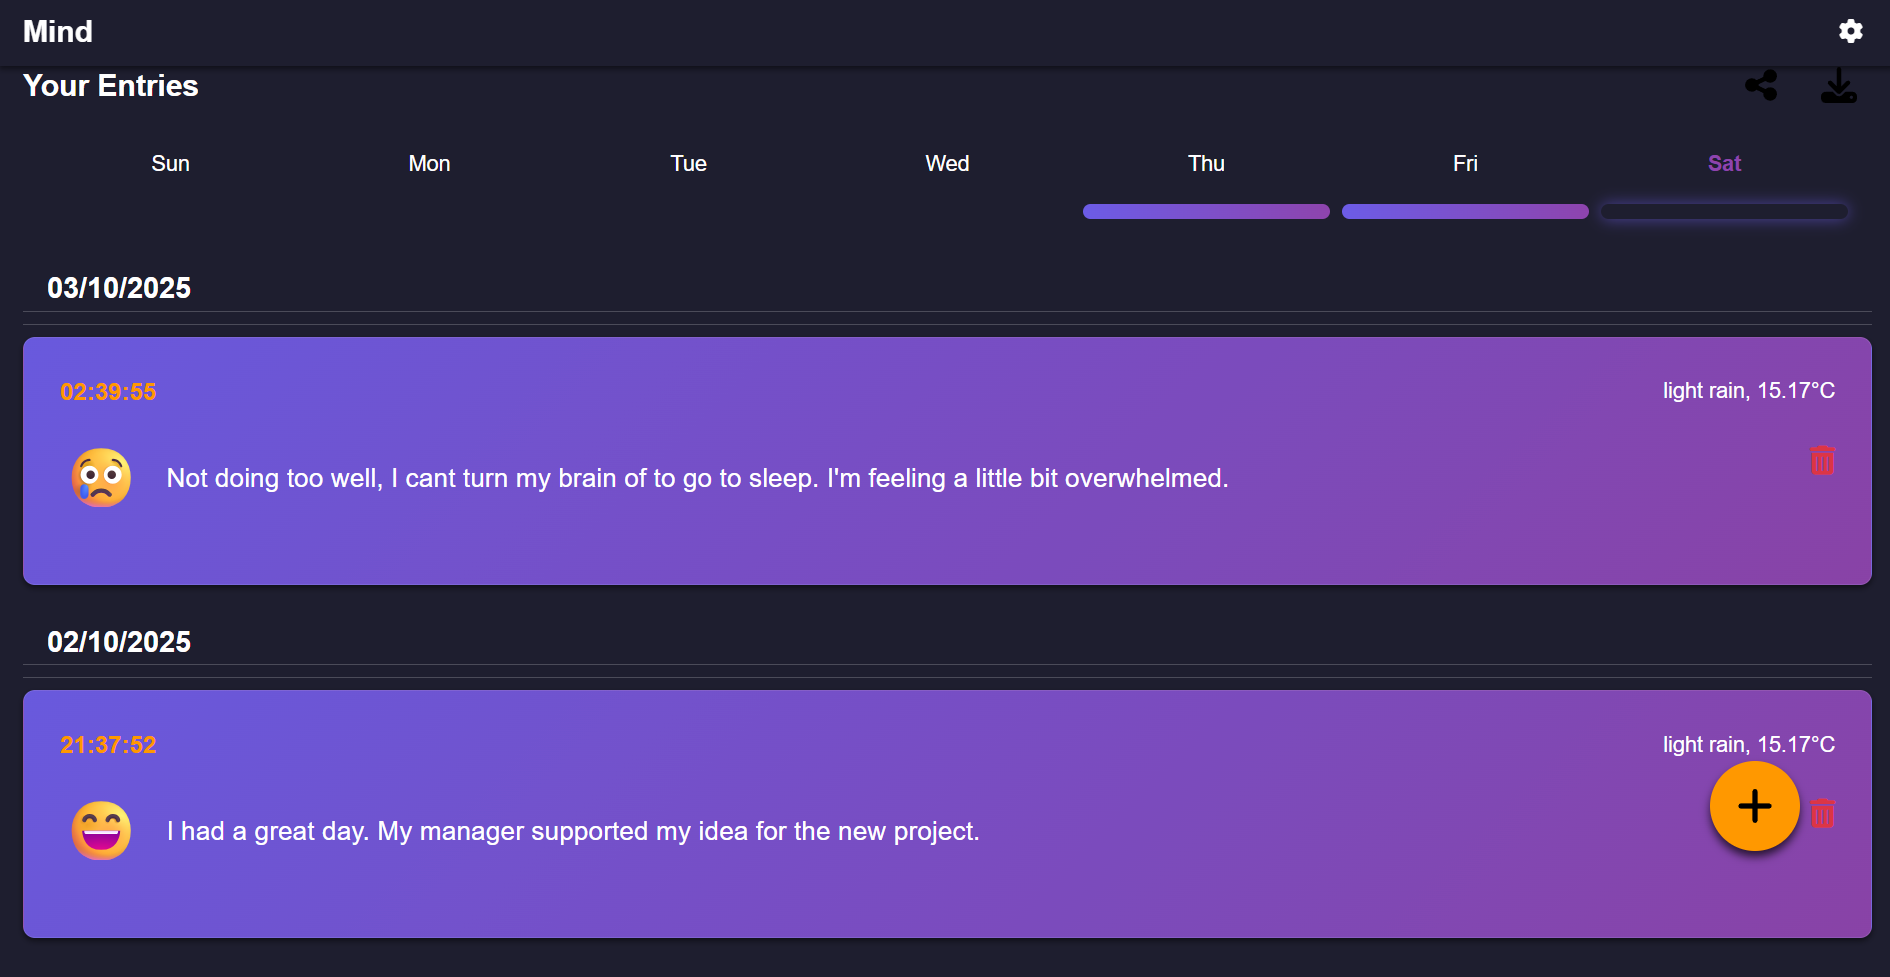 Mind
Your Entries
Sun Mon Tue Wed Thu Fri Sat
03/10/2025
02:39:55 light rain, 15.17°C
Not doing too well, I cant turn my brain of to go to sleep. I'm feeling a little bit overwhelmed.
02/10/2025
21:37:52 light rain, 15.17°C
I had a great day. My manager supported my idea for the new project.